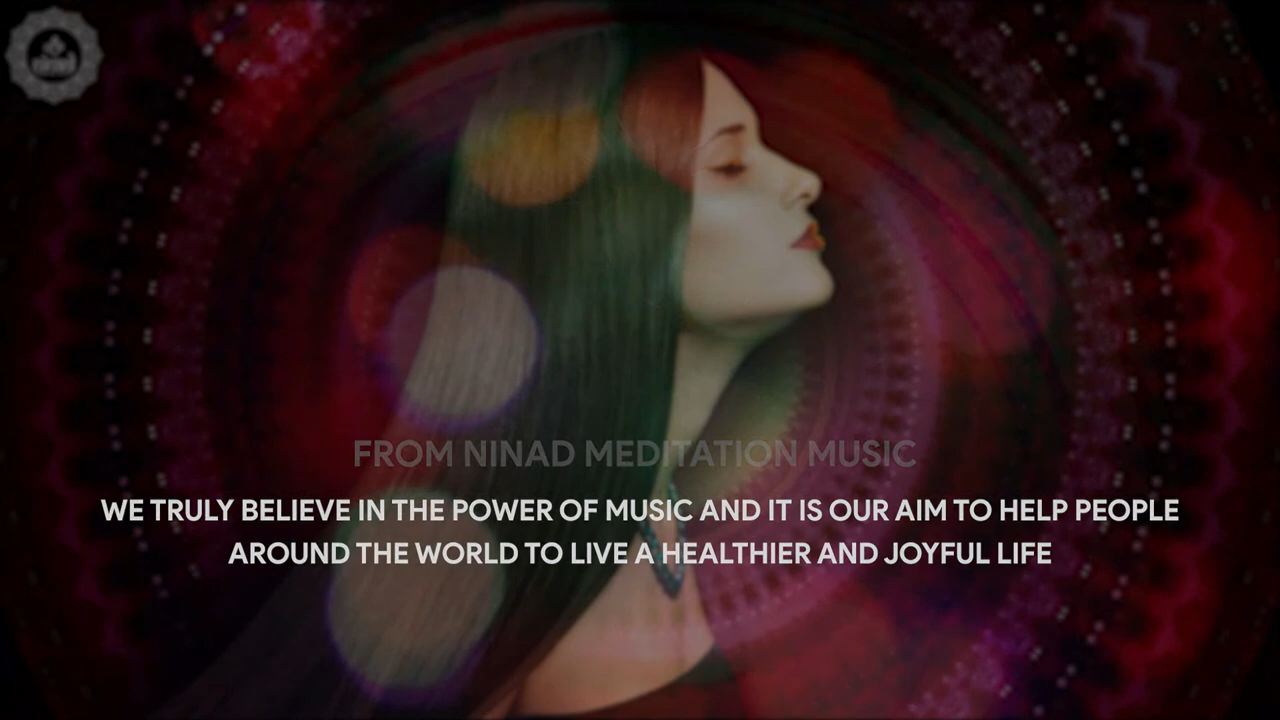 FROM NINAD MEDITATION MUSIC
WE TRULY BELIEVE IN THE POWER OF MUSIC AND IT IS OUR AIM TO HELP PEOPLE
AROUND THE WORLD TO LIVE A HEALTHIER AND JOYFUL LIFE